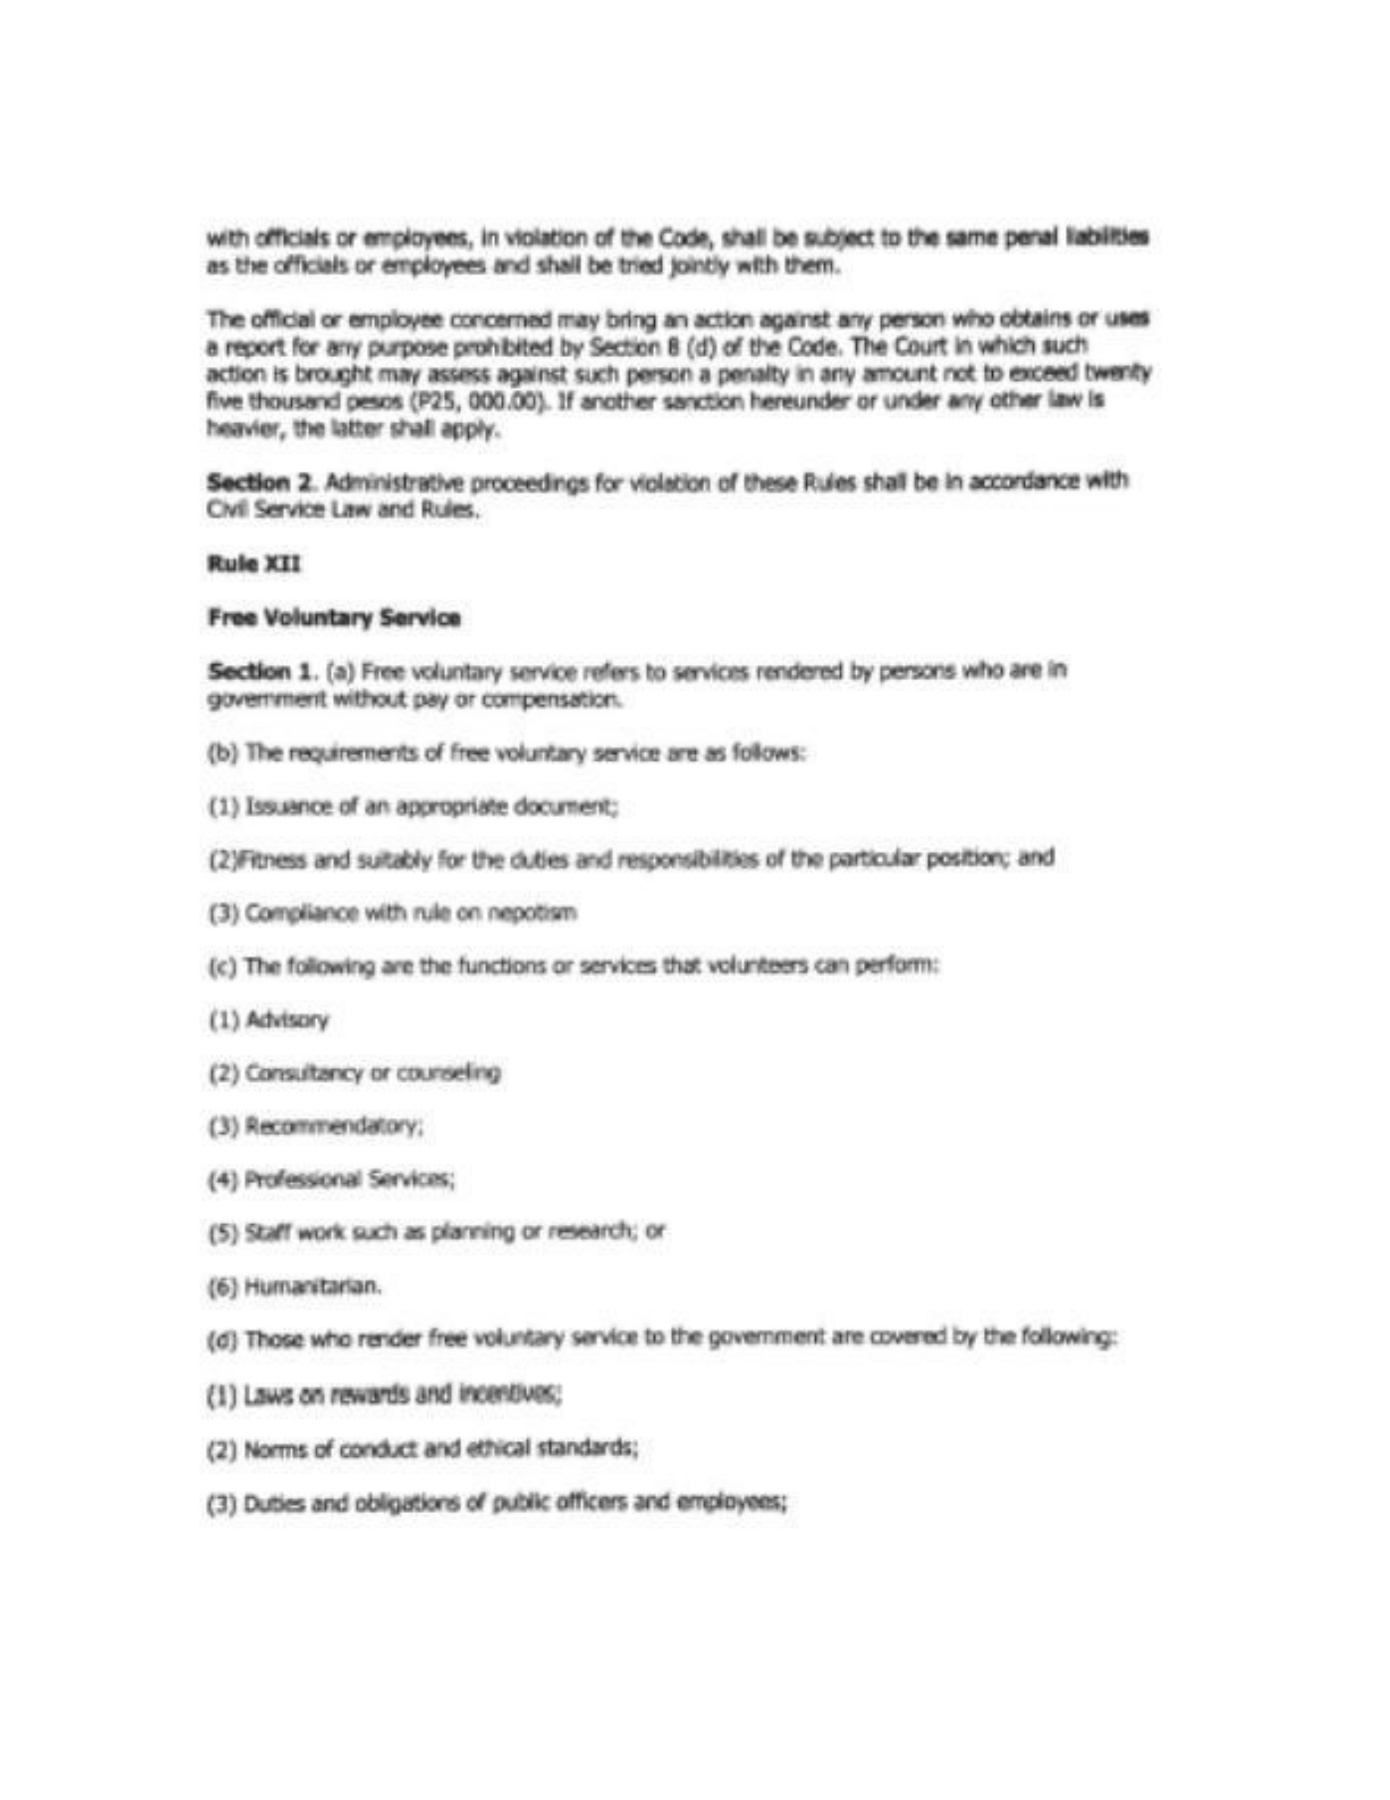 with officials or employees, in violation of the Code, shall be subject to the same penal liabilities
as the officials or employees and shall be tried jointly with them.
The official or employee concerned may bring an action against any person who obtains or uses
a report for any purpose prohibited by Section 8 (d) of the Code. The Court in which such
action is brought may assess against such person a penalty in any amount not to exceed twenty
five thousand pesos (P25, 000.00). If another sanction hereunder or under any other law is
heavier, the latter shall apply.
Section 2. Administrative proceedings for violation of these Rules shall be in accordance with
Civil Service Law and Rules.
Rule XII
Free Voluntary Service
Section 1. (a) Free voluntary service refers to services rendered by persons who are in
government without pay or compensation.
(b) The requirements of free voluntary service are as follows:
(1) Issuance of an appropriate document;
(2)Fitness and suitably for the duties and responsibilities of the particular position; and
(3) Compliance with rule on nepotism
(c) The following are the functions or services that volunteers can perform:
(1) Advisory
(2) Consultancy or counseling
(3) Recommendatory;
(4) Professional Services;
(5) Staff work such as planning or research; or
(6) Humanitarian.
(d) Those who render free voluntary service to the government are covered by the following:
(1) Laws on rewards and incentives;
(2) Norms of conduct and ethical standards;
(3) Duties and obligations of public officers and employees;